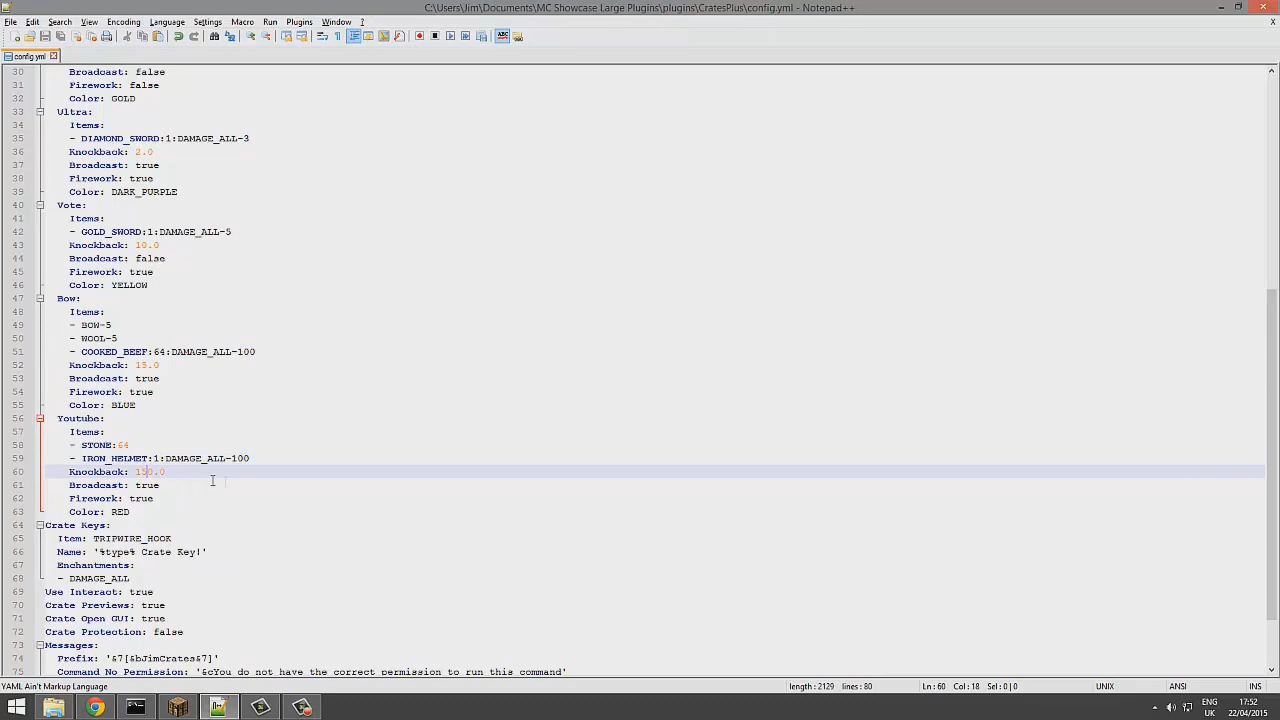 C:\Users\Jim\Documents\MC Showcase Large Plugins\plugins\CratesPlus\config.yml - Notepad++
File Edit Search View Encoding Language Settings Macro Run Plugins Window ?
X
config.yml
30 Broadcast: false
31 Firework: false
32 Color: GOLD
33 Ultra:
34 Items:
35 - DIAMOND_SWORD:1:DAMAGE_ALL-3
36 Knockback: 2.0
37 Broadcast: true
38 Firework: true
39 Color: DARK_PURPLE
40 Vote:
41 Items:
42 - GOLD_SWORD:1:DAMAGE_ALL-5
43 Knockback: 10.0
44 Broadcast: false
45 Firework: true
46 Color: YELLOW
47 Bow:
48 Items:
49 - BOW-5
50 - WOOL-5
51 - COOKED_BEEF:64:DAMAGE_ALL-100
52 Knockback: 15.0
53 Broadcast: true
54 Firework: true
55 Color: BLUE
56 Youtube:
57 Items:
58 - STONE:64
59 - IRON_HELMET:1:DAMAGE_ALL-100
60 Knockback: 150.0
61 Broadcast: true
62 Firework: true
63 Color: RED
64 Crate Keys:
65 Item: TRIPWIRE_HOOK
66 Name: '%type% Crate Key!'
67 Enchantments:
68 - DAMAGE_ALL
69 Use Interact: true
70 Crate Previews: true
71 Crate Open GUI: true
72 Crate Protection: false
73 Messages:
74 Prefix: '&7[&bJimCrates&7]'
75 Command No Permission: '&cYou do not have the correct permission to run this command'
YAML Ain't Markup Language length : 2129 lines : 80 Ln : 60 Col : 18 Sel : 0 | 0 UNIX ANSI INS
ENG 17:52
UK 22/04/2015